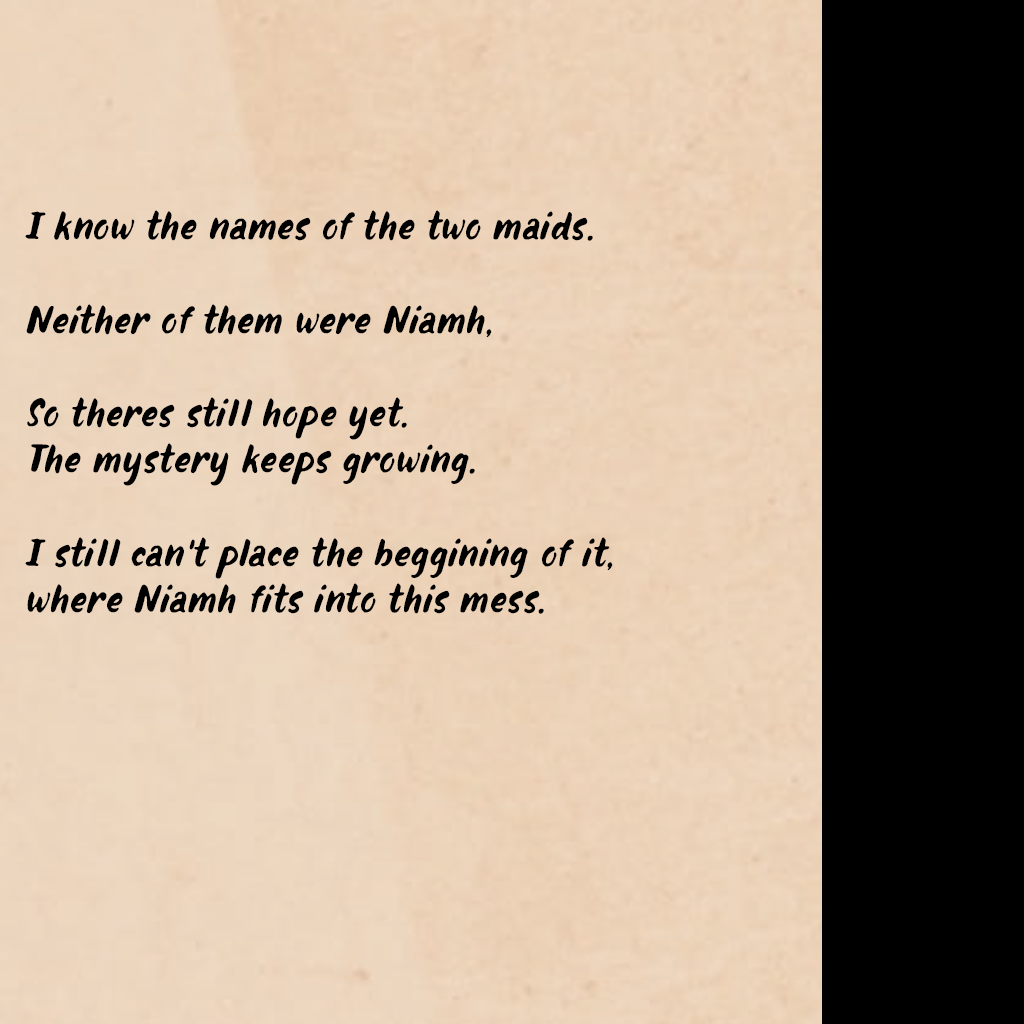 I know the names of the two maids.
Neither of them were Niamh,
So theres still hope yet.
The mystery keeps growing.
I still can't place the beggining of it,
where Niamh fits into this mess.